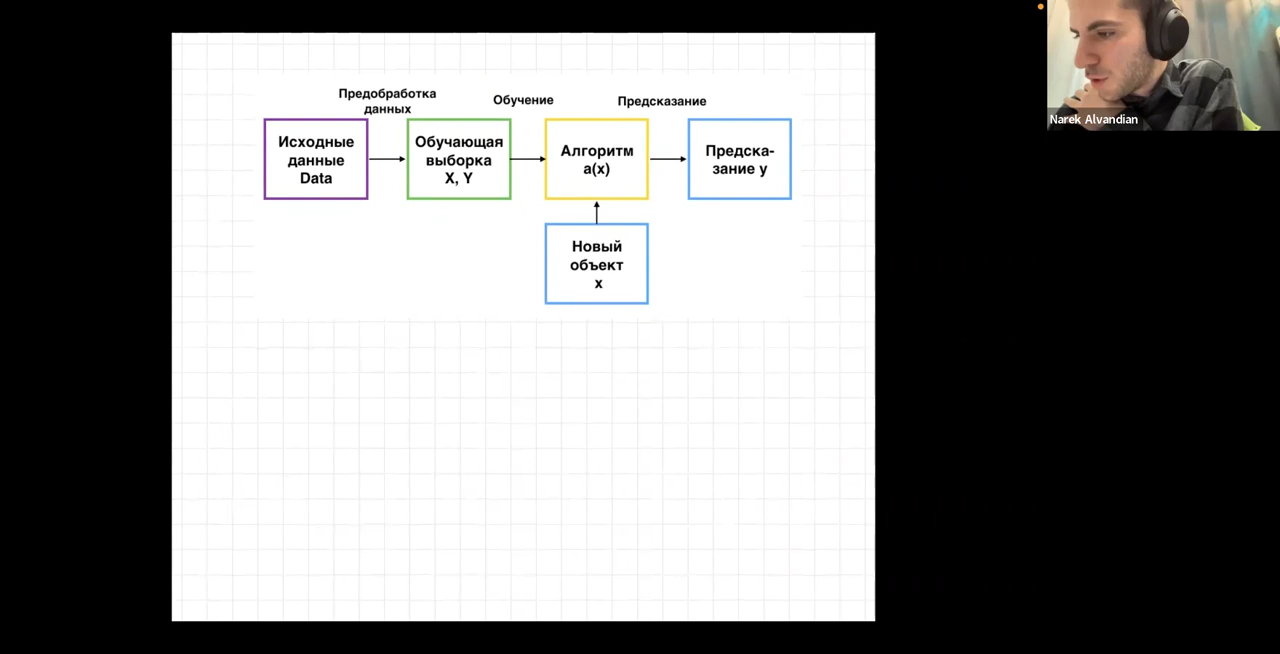 Предобработка
данных
Обучение
Предсказание
Исходные
данные
Data
Обучающая
выборка
X, Y
Алгоритм
a(x)
Предска-
зание y
Новый
объект
x
Narek Alvandian